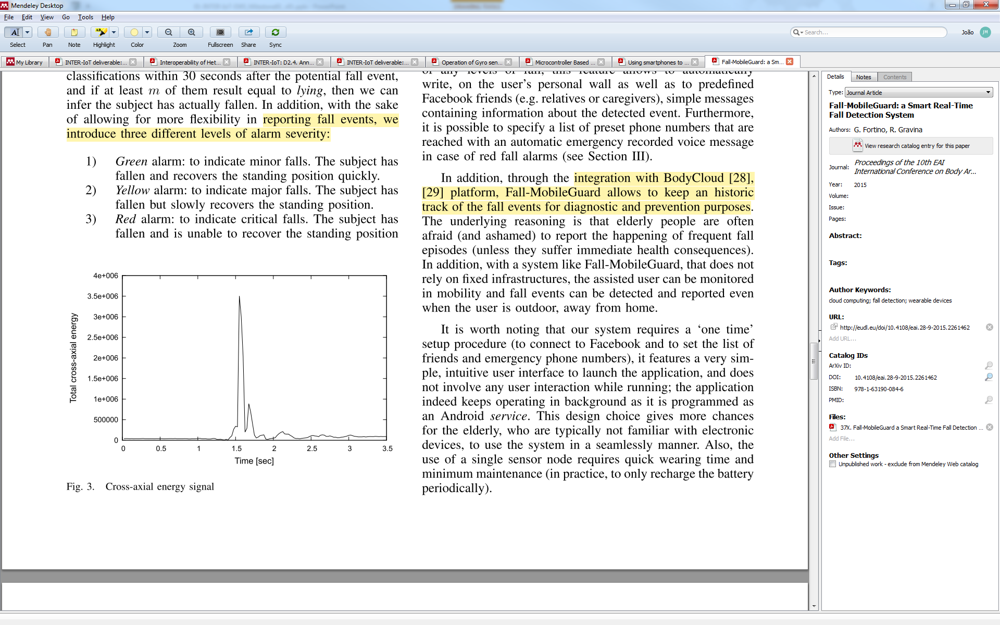 Mendeley Desktop
File Edit View Go Tools Help
Select Pan Note Highlight Color Zoom Fullscreen Share Sync
Search...
João JM
My Library
INTER-IoT deliverable:...
Interoperability of Het...
INTER-IoT: D2.4. Ann...
INTER-IoT deliverable:...
Operation of Gyro sen...
Microcontroller Based ...
Using smartphones to ...
Fall-MobileGuard: a Sm...
classifications within 30 seconds after the potential fall event,
and if at least m of them result equal to lying, then we can
infer the subject has actually fallen. In addition, with the sake
of allowing for more flexibility in reporting fall events, we
introduce three different levels of alarm severity:
1) Green alarm: to indicate minor falls. The subject has
fallen and recovers the standing position quickly.
2) Yellow alarm: to indicate major falls. The subject has
fallen but slowly recovers the standing position.
3) Red alarm: to indicate critical falls. The subject has
fallen and is unable to recover the standing position
Total cross-axial energy
4e+006
3.5e+006
3e+006
2.5e+006
2e+006
1.5e+006
1e+006
500000
0
0 0.5 1 1.5 2 2.5 3 3.5
Time [sec]
Fig. 3. Cross-axial energy signal
of any levels of fall, this feature allows to automatically
write, on the user's personal wall as well as to predefined
Facebook friends (e.g. relatives or caregivers), simple messages
containing information about the detected event. Furthermore,
it is possible to specify a list of preset phone numbers that are
reached with an automatic emergency recorded voice message
in case of red fall alarms (see Section III).
In addition, through the integration with BodyCloud [28],
[29] platform, Fall-MobileGuard allows to keep an historic
track of the fall events for diagnostic and prevention purposes.
The underlying reasoning is that elderly people are often
afraid (and ashamed) to report the happening of frequent fall
episodes (unless they suffer immediate health consequences).
In addition, with a system like Fall-MobileGuard, that does not
rely on fixed infrastructures, the assisted user can be monitored
in mobility and fall events can be detected and reported even
when the user is outdoor, away from home.
It is worth noting that our system requires a ‘one time’
setup procedure (to connect to Facebook and to set the list of
friends and emergency phone numbers), it features a very sim-
ple, intuitive user interface to launch the application, and does
not involve any user interaction while running; the application
indeed keeps operating in background as it is programmed as
an Android service. This design choice gives more chances
for the elderly, who are typically not familiar with electronic
devices, to use the system in a seamlessly manner. Also, the
use of a single sensor node requires quick wearing time and
minimum maintenance (in practice, to only recharge the battery
periodically).
Details Notes Contents
Type: Journal Article
Fall-MobileGuard: a Smart Real-Time
Fall Detection System
Authors: G. Fortino, R. Gravina
View research catalog entry for this paper
Journal: Proceedings of the 10th EAI
International Conference on Body Ar...
Year: 2015
Volume:
Issue:
Pages:
Abstract:
Tags:
Author Keywords:
cloud computing; fall detection; wearable devices
URL:
http://eudl.eu/doi/10.4108/eai.28-9-2015.2261462
Add URL...
Catalog IDs
ArXiv ID:
DOI: 10.4108/eai.28-9-2015.2261462
ISBN: 978-1-63190-084-6
PMID:
Files:
37X. Fall-MobileGuard a Smart Real-Time Fall Detection ...
Add File...
Other Settings
Unpublished work - exclude from Mendeley Web catalog